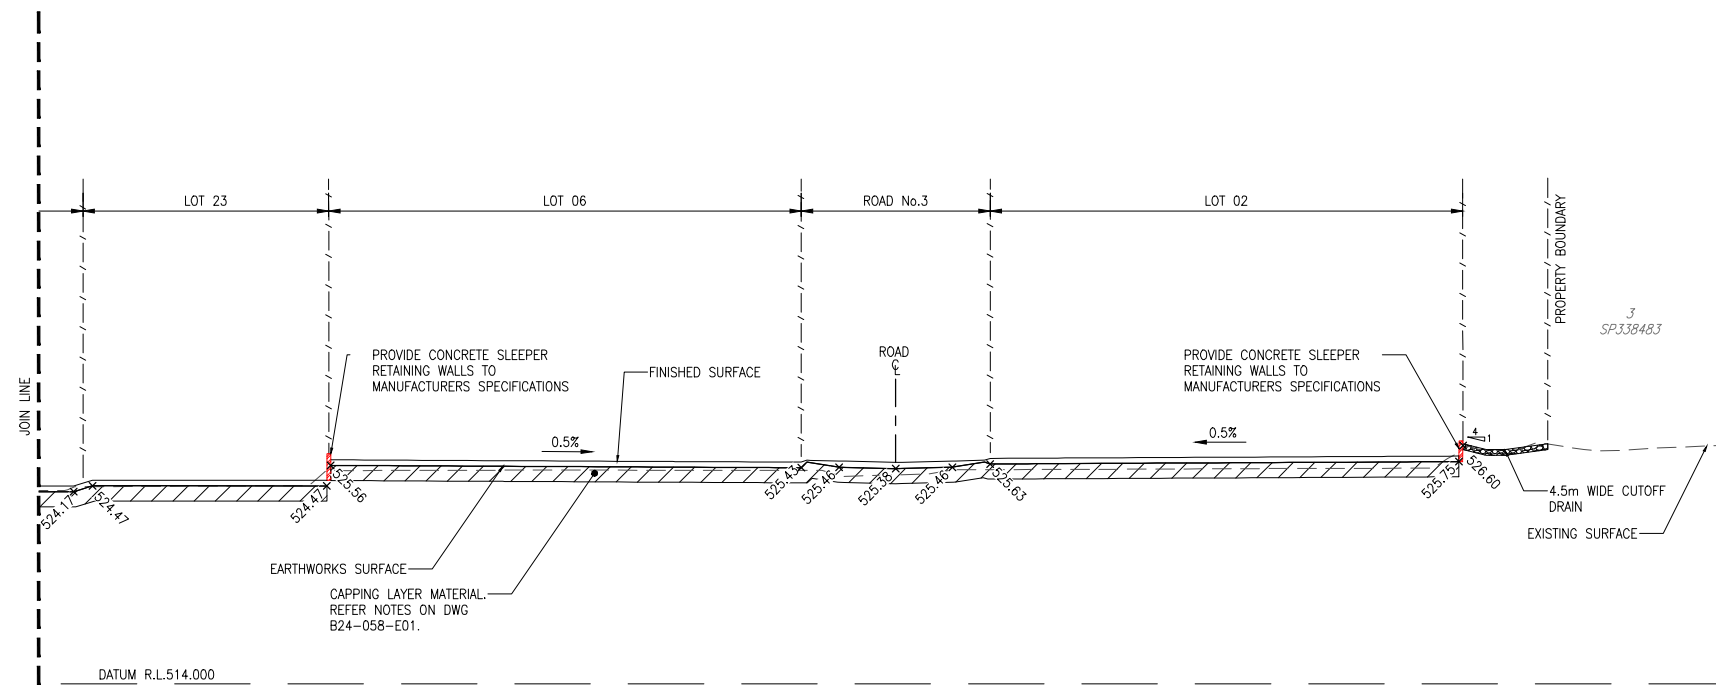 LOT 23
LOT 06
ROAD No.3
LOT 02
PROPERTY BOUNDARY
3
SP338483
JOIN LINE
PROVIDE CONCRETE SLEEPER
RETAINING WALLS TO
MANUFACTURERS SPECIFICATIONS
FINISHED SURFACE
ROAD
℄
PROVIDE CONCRETE SLEEPER
RETAINING WALLS TO
MANUFACTURERS SPECIFICATIONS
0.5%
0.5%
4
1
524.17
524.47
524.47
525.56
525.43
525.46
525.38
525.46
525.63
525.75
526.60
4.5m WIDE CUTOFF
DRAIN
EXISTING SURFACE
EARTHWORKS SURFACE
CAPPING LAYER MATERIAL.
REFER NOTES ON DWG
B24-058-E01.
DATUM R.L.514.000